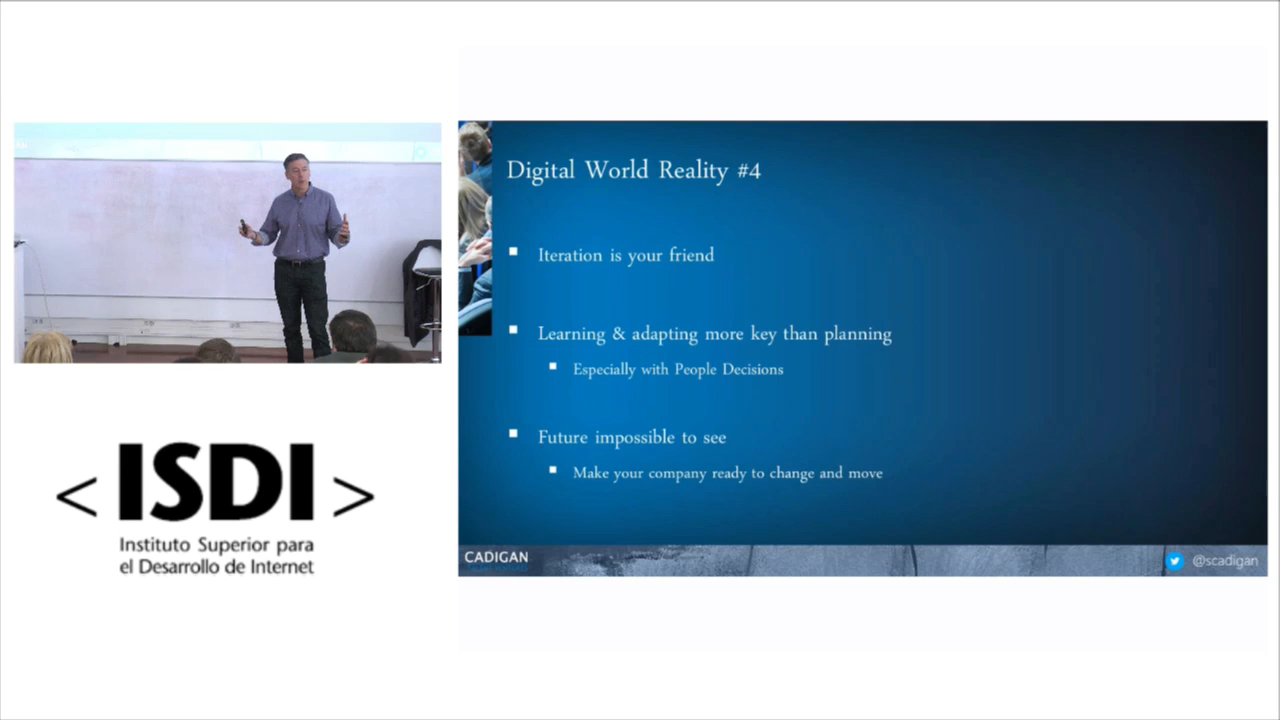 Digital World Reality #4
Iteration is your friend
Learning & adapting more key than planning
Especially with People Decisions
Future impossible to see
Make your company ready to change and move
CADIGAN
@scadigan
< ISDI >
Instituto Superior para
el Desarrollo de Internet